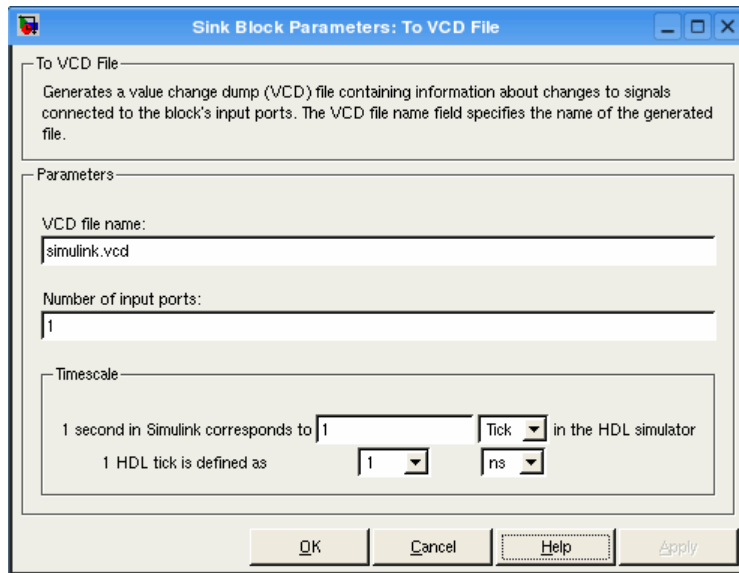 Sink Block Parameters: To VCD File
To VCD File
Generates a value change dump (VCD) file containing information about changes to signals
connected to the block's input ports. The VCD file name field specifies the name of the generated
file.
Parameters
VCD file name:
simulink.vcd
Number of input ports:
1
Timescale
1 second in Simulink corresponds to 1 Tick in the HDL simulator
1 HDL tick is defined as 1 ns
OK Cancel Help Apply